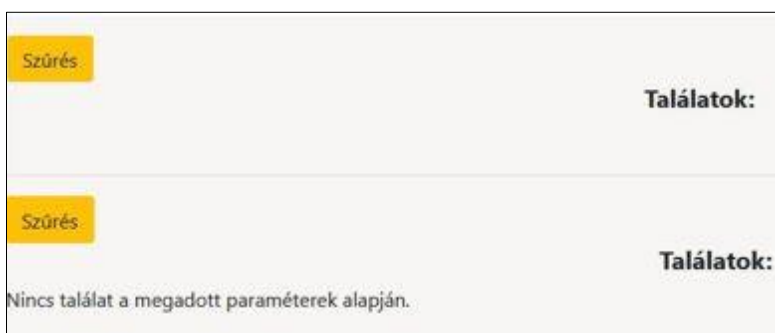 Szűrés
Találatok:
Szűrés
Találatok:
Nincs találat a megadott paraméterek alapján.